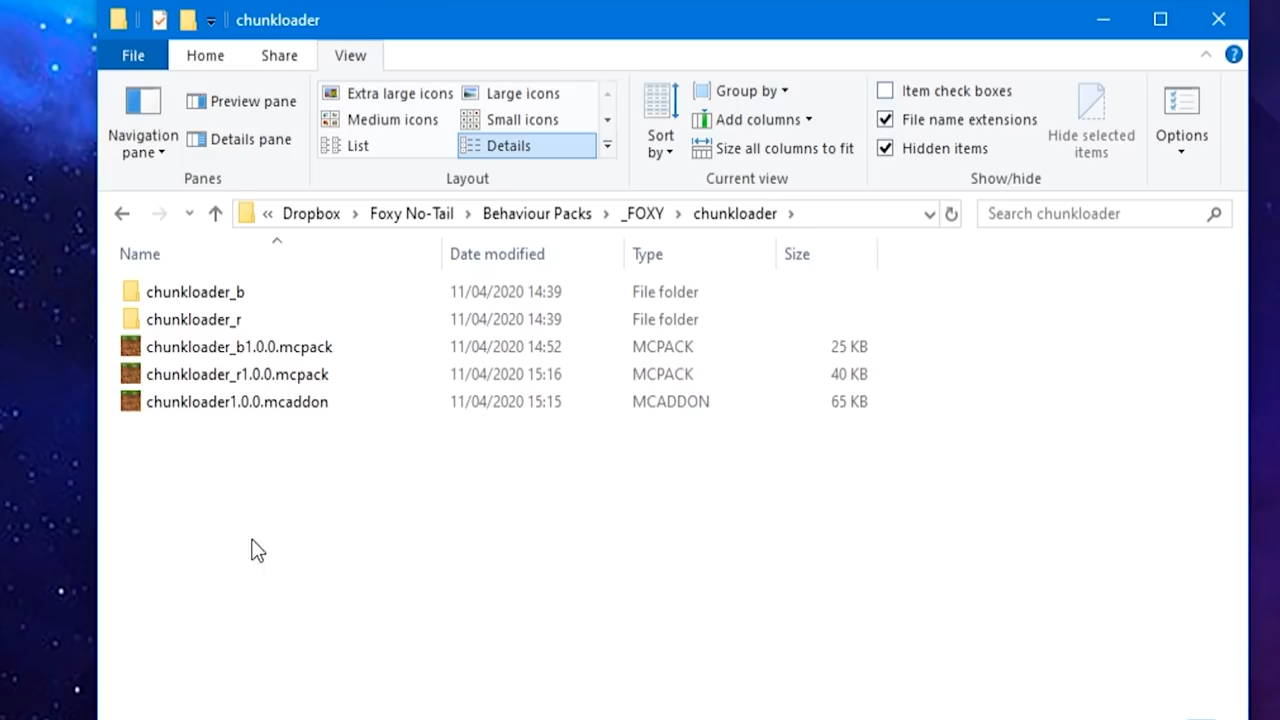 chunkloader
File Home Share View
Navigation pane
Preview pane
Details pane
Panes
Extra large icons Large icons
Medium icons Small icons
List Details
Layout
Sort by
Group by
Add columns
Size all columns to fit
Current view
Item check boxes
File name extensions
Hidden items
Hide selected items
Show/hide
Options
« Dropbox > Foxy No-Tail > Behaviour Packs > _FOXY > chunkloader >
Search chunkloader
Name Date modified Type Size
chunkloader_b 11/04/2020 14:39 File folder
chunkloader_r 11/04/2020 14:39 File folder
chunkloader_b1.0.0.mcpack 11/04/2020 14:52 MCPACK 25 KB
chunkloader_r1.0.0.mcpack 11/04/2020 15:16 MCPACK 40 KB
chunkloader1.0.0.mcaddon 11/04/2020 15:15 MCADDON 65 KB